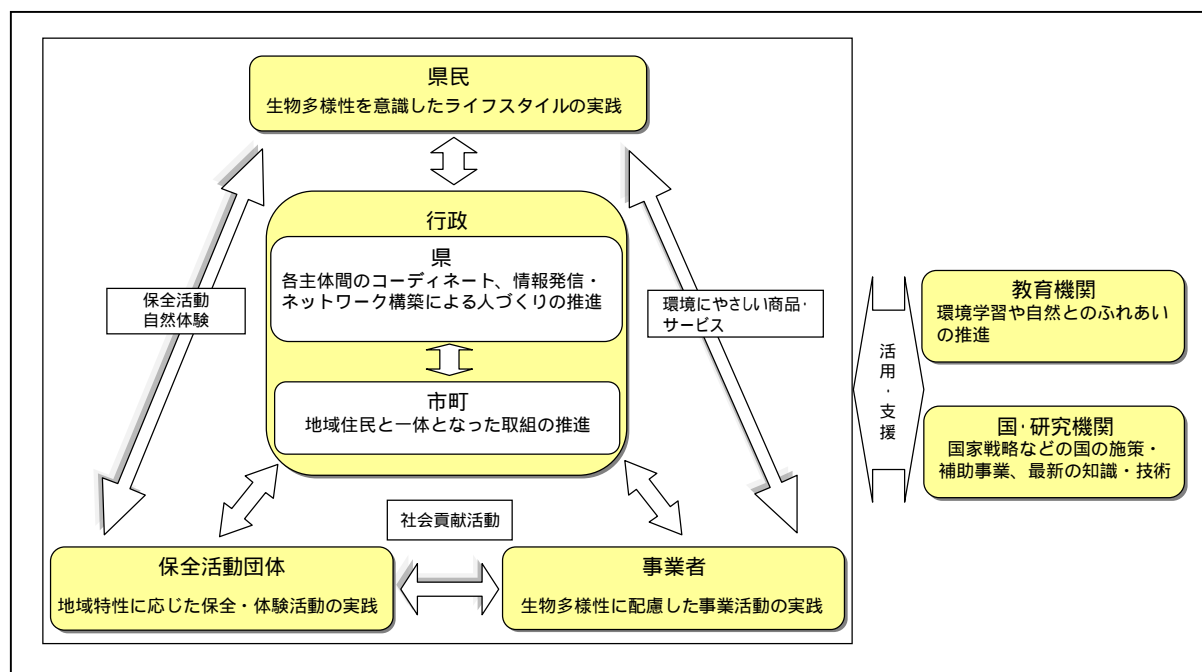 県民
生物多様性を意識したライフスタイルの実践
行政
県
各主体間のコーディネート、情報発信・
ネットワーク構築による人づくりの推進
市町
地域住民と一体となった取組の推進
保全活動
自然体験
環境にやさしい商品・
サービス
社会貢献活動
保全活動団体
地域特性に応じた保全・体験活動の実践
事業者
生物多様性に配慮した事業活動の実践
活用・支援
教育機関
環境学習や自然とのふれあい
の推進
国・研究機関
国家戦略などの国の施策・
補助事業、最新の知識・技術